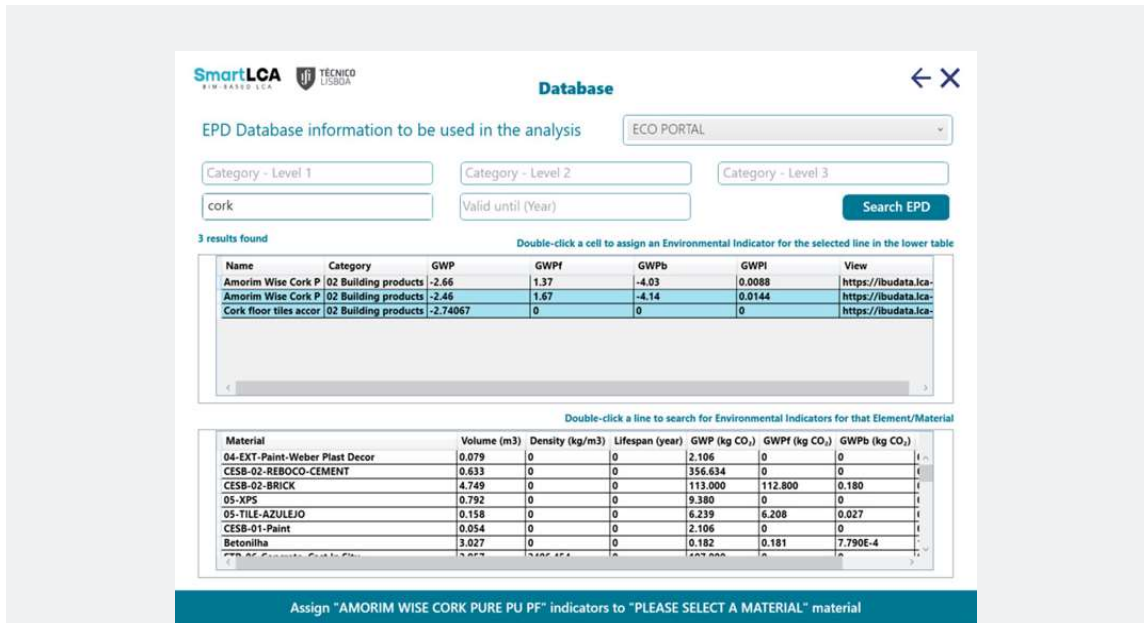 SmartLCA
BIM-BASED LCA
TÉCNICO
LISBOA
Database
EPD Database information to be used in the analysis
ECO PORTAL
Category - Level 1 Category - Level 2 Category - Level 3
cork Valid until (Year) Search EPD
3 results found
Double-click a cell to assign an Environmental Indicator for the selected line in the lower table
Name Category GWP GWPf GWPb GWPl View
Amorim Wise Cork P 02 Building products -2.66 1.37 -4.03 0.0088 https://ibudata.lca-
Amorim Wise Cork P 02 Building products -2.46 1.67 -4.14 0.0144 https://ibudata.lca-
Cork floor tiles accor 02 Building products -2.74067 0 0 0 https://ibudata.lca-
Double-click a line to search for Environmental Indicators for that Element/Material
Material Volume (m3) Density (kg/m3) Lifespan (year) GWP (kg CO₂) GWPf (kg CO₂) GWPb (kg CO₂)
04-EXT-Paint-Weber Plast Decor 0.079 0 0 2.106 0 0
CESB-02-REBOCO-CEMENT 0.633 0 0 356.634 0 0
CESB-02-BRICK 4.749 0 0 113.000 112.800 0.180
05-XPS 0.792 0 0 9.380 0 0
05-TILE-AZULEJO 0.158 0 0 6.239 6.208 0.027
CESB-01-Paint 0.054 0 0 2.106 0 0
Betonilha 3.027 0 0 0.182 0.181 7.790E-4
Assign "AMORIM WISE CORK PURE PU PF" indicators to "PLEASE SELECT A MATERIAL" material